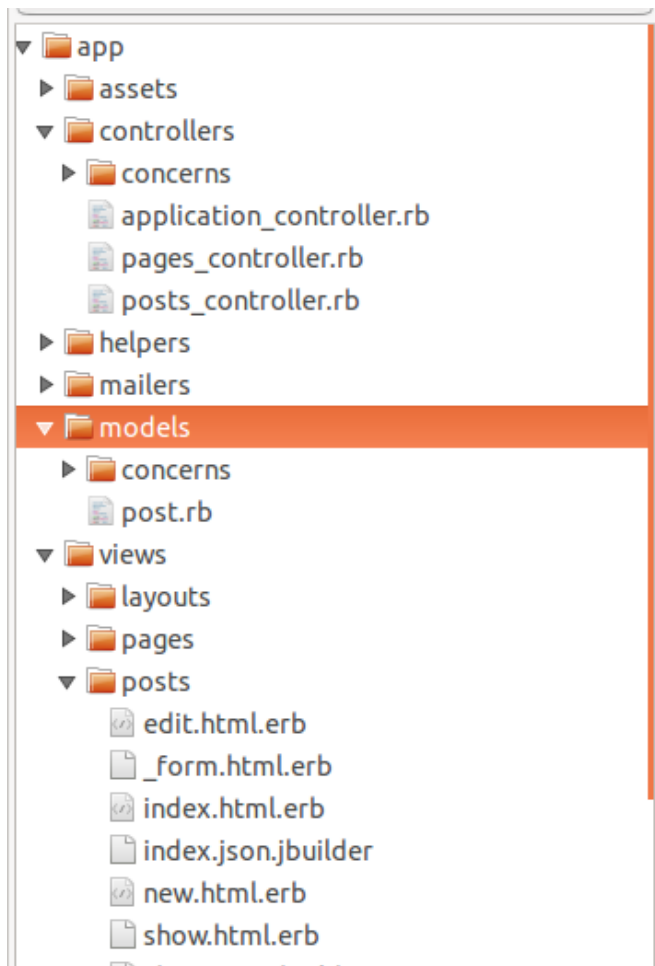 app
assets
controllers
concerns
application_controller.rb
pages_controller.rb
posts_controller.rb
helpers
mailers
models
concerns
post.rb
views
layouts
pages
posts
edit.html.erb
_form.html.erb
index.html.erb
index.json.jbuilder
new.html.erb
show.html.erb